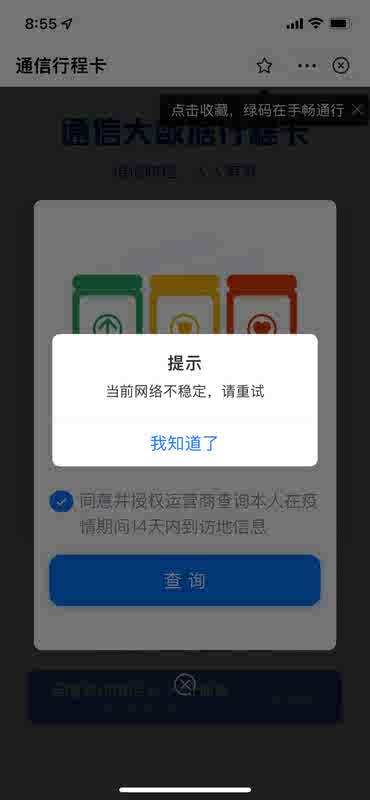 8:55
通信行程卡
点击收藏，绿码在手畅通行
通信大数据行程卡
提示
当前网络不稳定，请重试
我知道了
同意并授权运营商查询本人在疫
情期间14天内到访地信息
查询